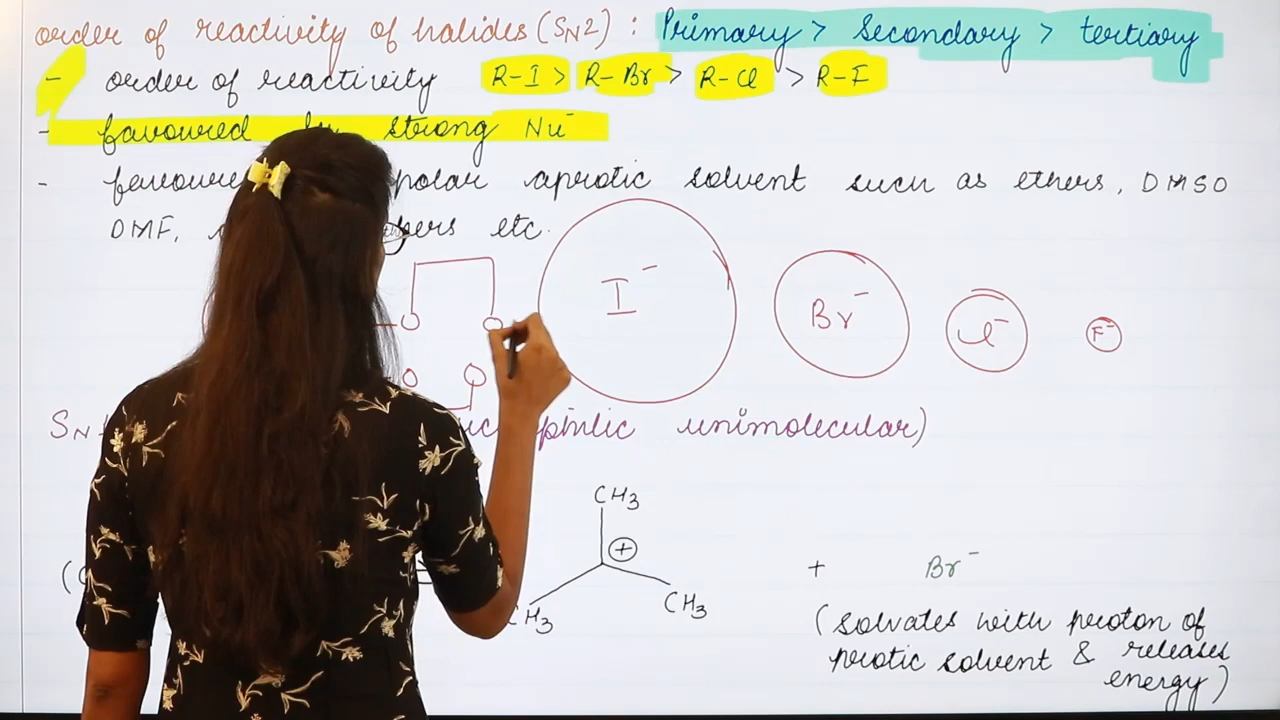 order of reactivity of halides (SN2) : Primary > Secondary > tertiary
- order of reactivity R-I > R-Br > R-Cl > R-F
- favoured by strong Nu⁻
- polar aprotic solvent such as ethers, DMSO
DMF, etc.
I⁻ Br⁻ Cl⁻ F⁻
SN unimolecular)
CH3
⊕
+ Br⁻
CH3 CH3
(solvates with proton of
protic solvent & releases
energy)